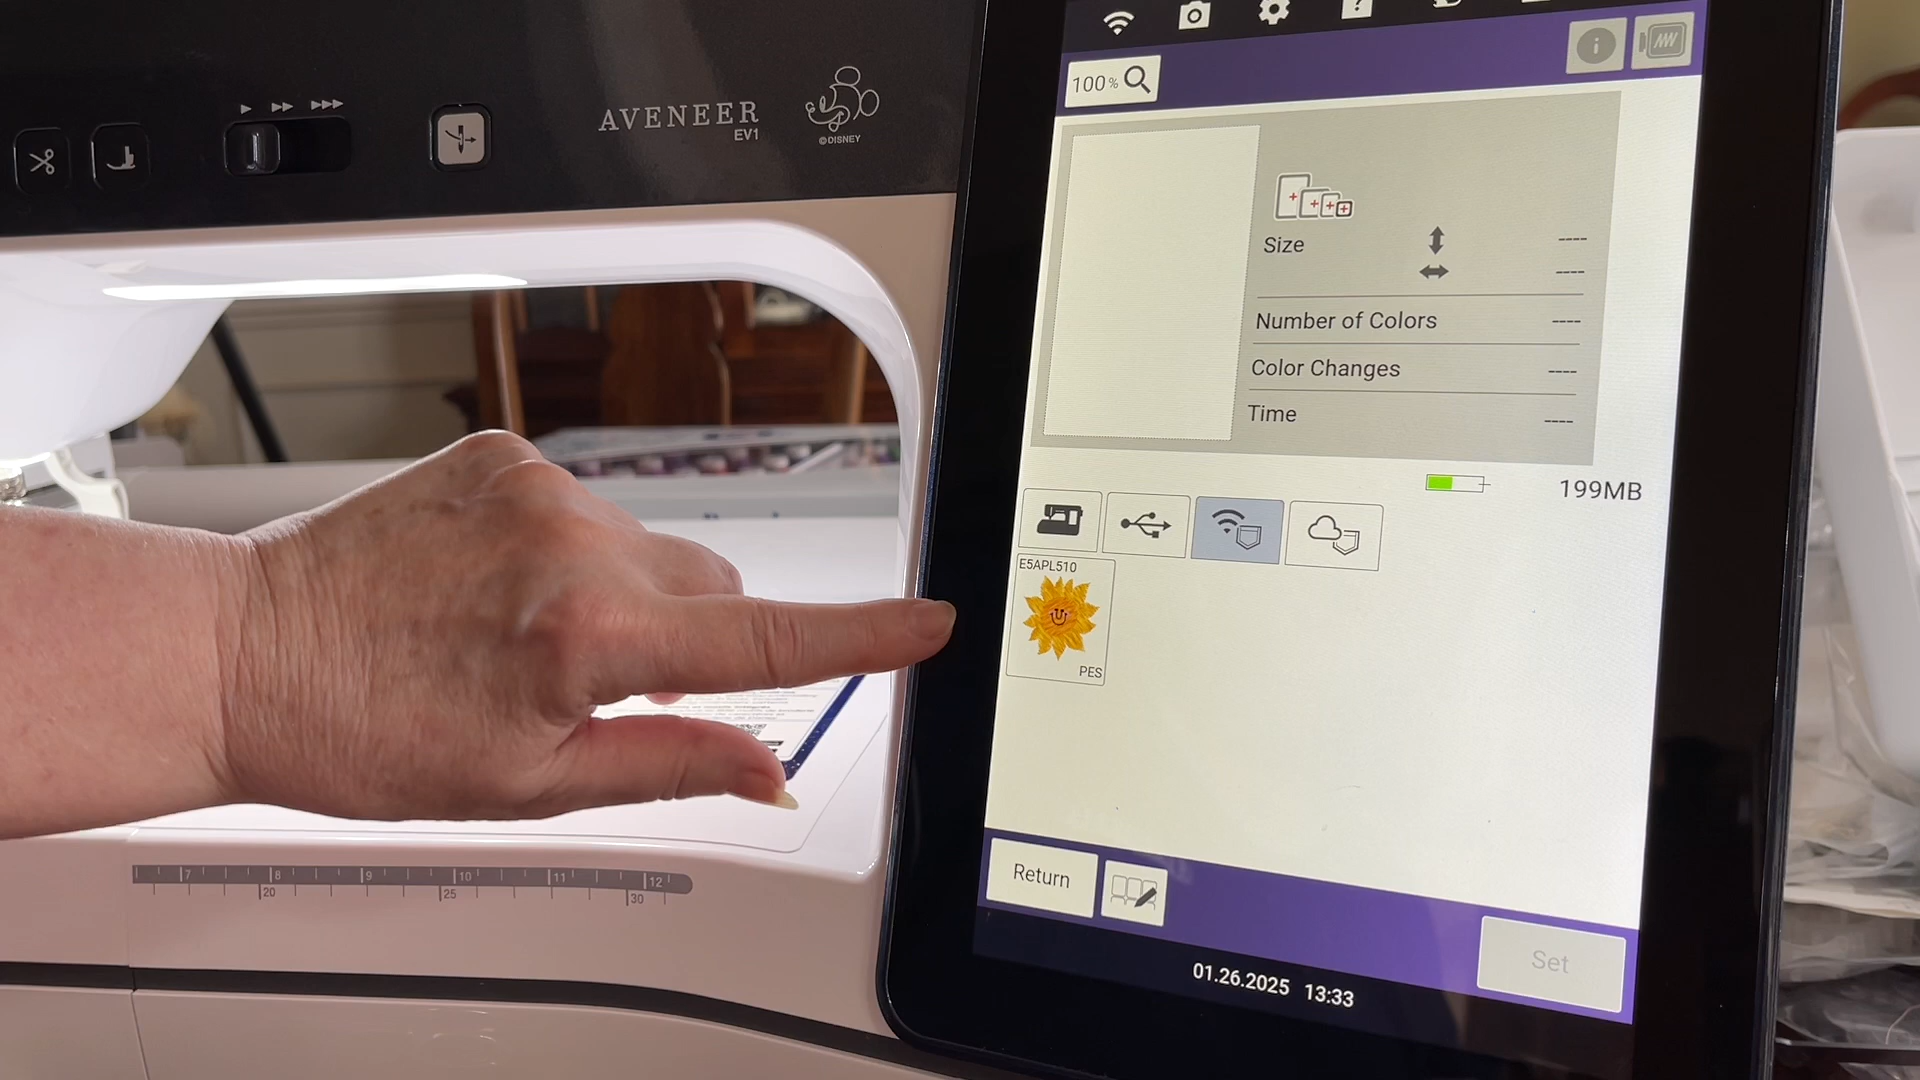 AVENEER
EV1
©DISNEY
100%
Size
----
----
Number of Colors ----
Color Changes ----
Time ----
199MB
E5APL510
PES
Return
Set
01.26.2025 13:33
7 8 9 10 11 12
20 25 30